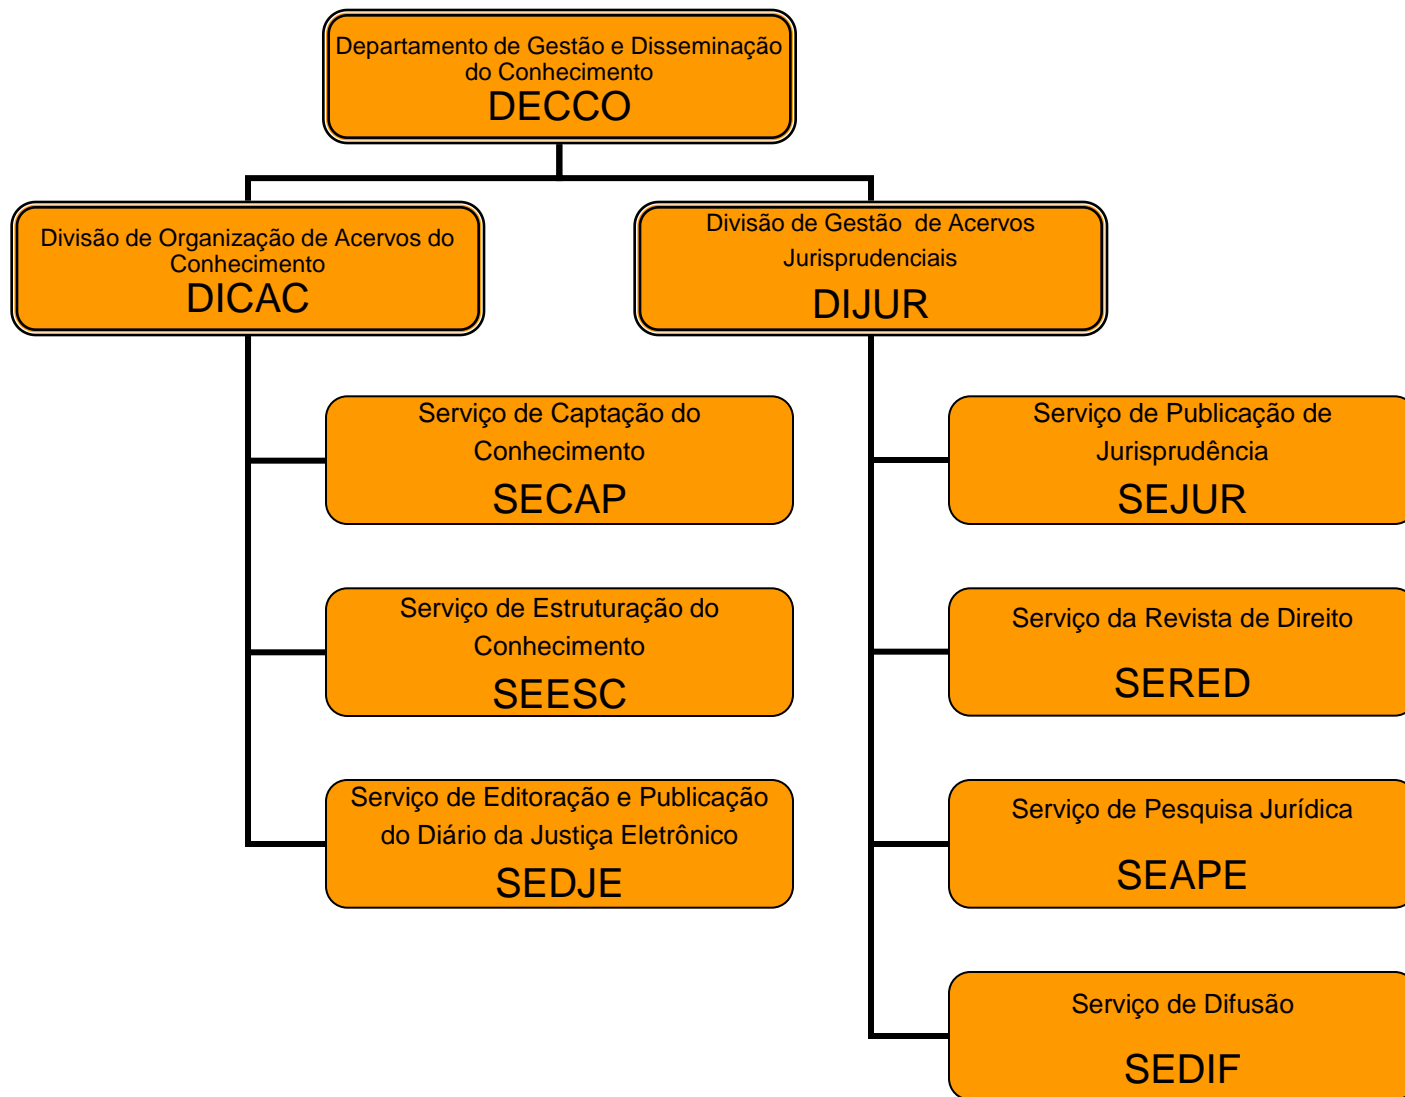 Departamento de Gestão e Disseminação
do Conhecimento
DECCO
Divisão de Organização de Acervos do
Conhecimento
DICAC
Divisão de Gestão  de Acervos
Jurisprudenciais
DIJUR
Serviço de Captação do
Conhecimento
SECAP
Serviço de Estruturação do
Conhecimento
SEESC
Serviço de Editoração e Publicação
do Diário da Justiça Eletrônico
SEDJE
Serviço de Publicação de
Jurisprudência
SEJUR
Serviço da Revista de Direito
SERED
Serviço de Pesquisa Jurídica
SEAPE
Serviço de Difusão
SEDIF